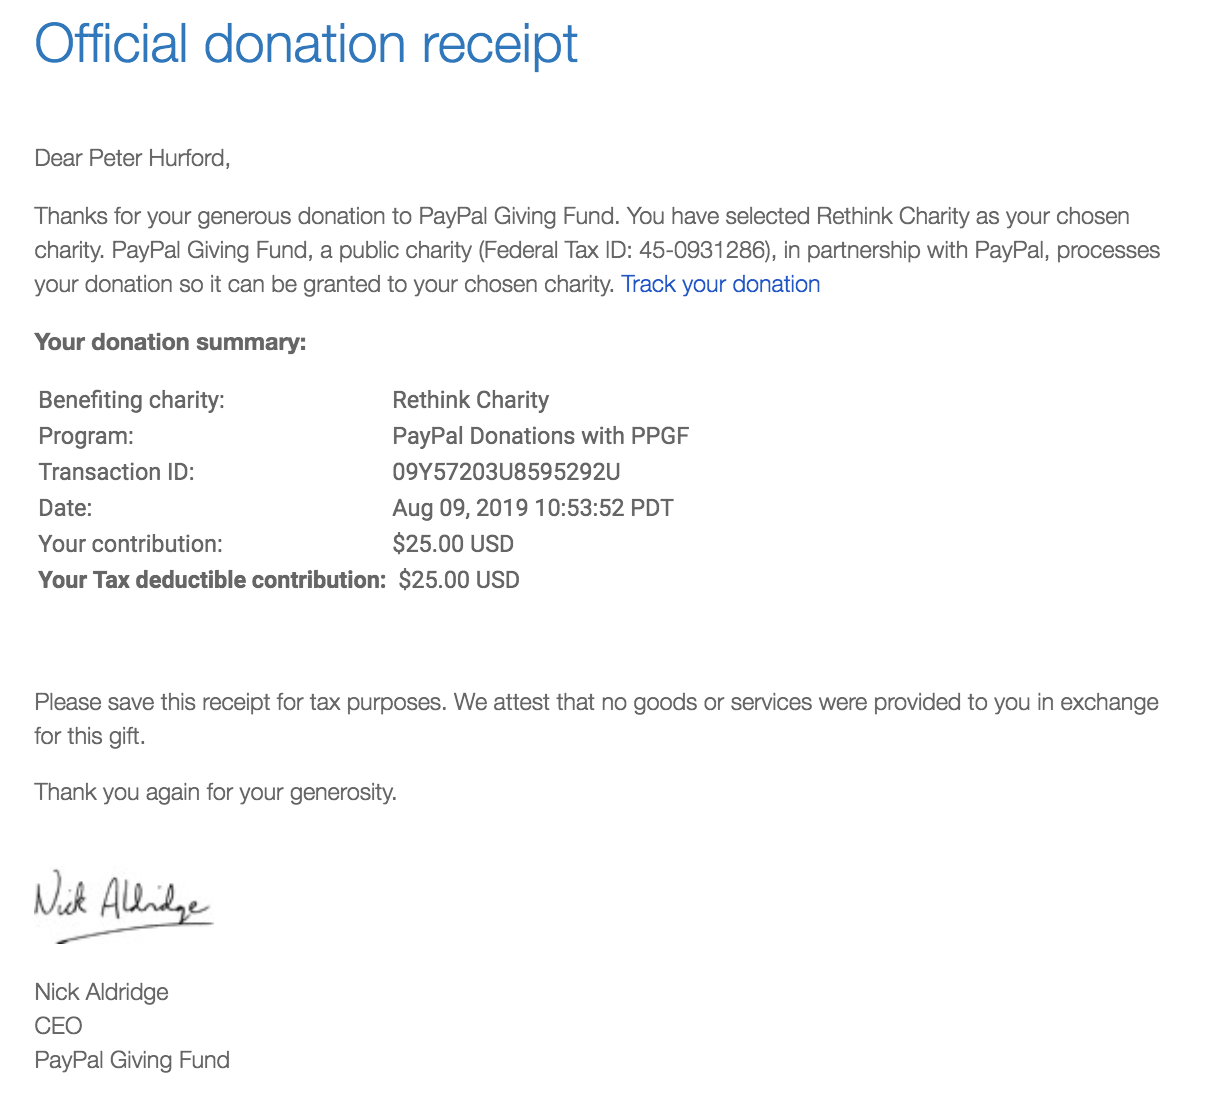 Official donation receipt
Dear Peter Hurford,
Thanks for your generous donation to PayPal Giving Fund. You have selected Rethink Charity as your chosen
charity. PayPal Giving Fund, a public charity (Federal Tax ID: 45-0931286), in partnership with PayPal, processes
your donation so it can be granted to your chosen charity. Track your donation
Your donation summary:
Benefiting charity: Rethink Charity
Program: PayPal Donations with PPGF
Transaction ID: 09Y57203U8595292U
Date: Aug 09, 2019 10:53:52 PDT
Your contribution: $25.00 USD
Your Tax deductible contribution: $25.00 USD
Please save this receipt for tax purposes. We attest that no goods or services were provided to you in exchange
for this gift.
Thank you again for your generosity.
Nick Aldridge
Nick Aldridge
CEO
PayPal Giving Fund